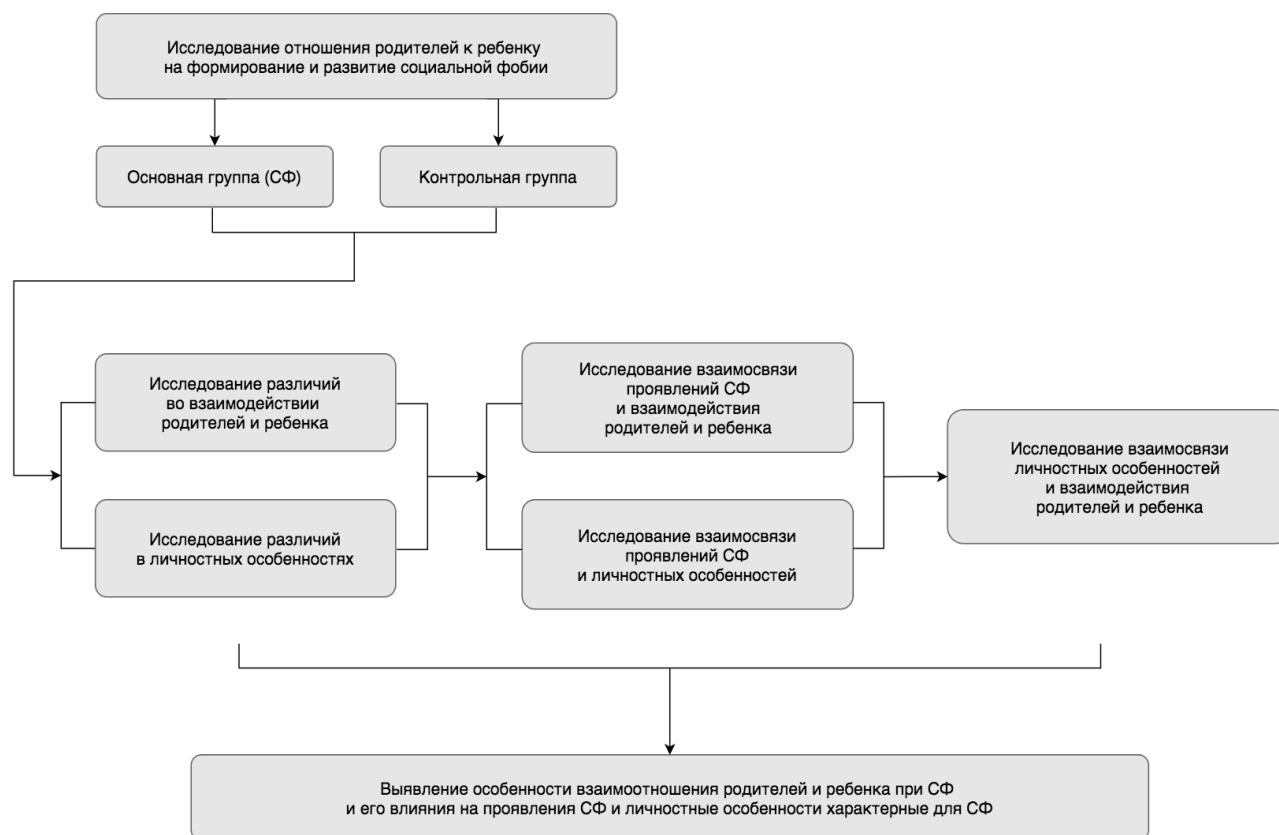 Исследование отношения родителей к ребенку
на формирование и развитие социальной фобии
Основная группа (СФ)
Контрольная группа
Исследование различий
во взаимодействии
родителей и ребенка
Исследование различий
в личностных особенностях
Исследование взаимосвязи
проявлений СФ
и взаимодействия
родителей и ребенка
Исследование взаимосвязи
проявлений СФ
и личностных особенностей
Исследование взаимосвязи
личностных особенностей
и взаимодействия
родителей и ребенка
Выявление особенности взаимоотношения родителей и ребенка при СФ
и его влияния на проявления СФ и личностные особенности характерные для СФ